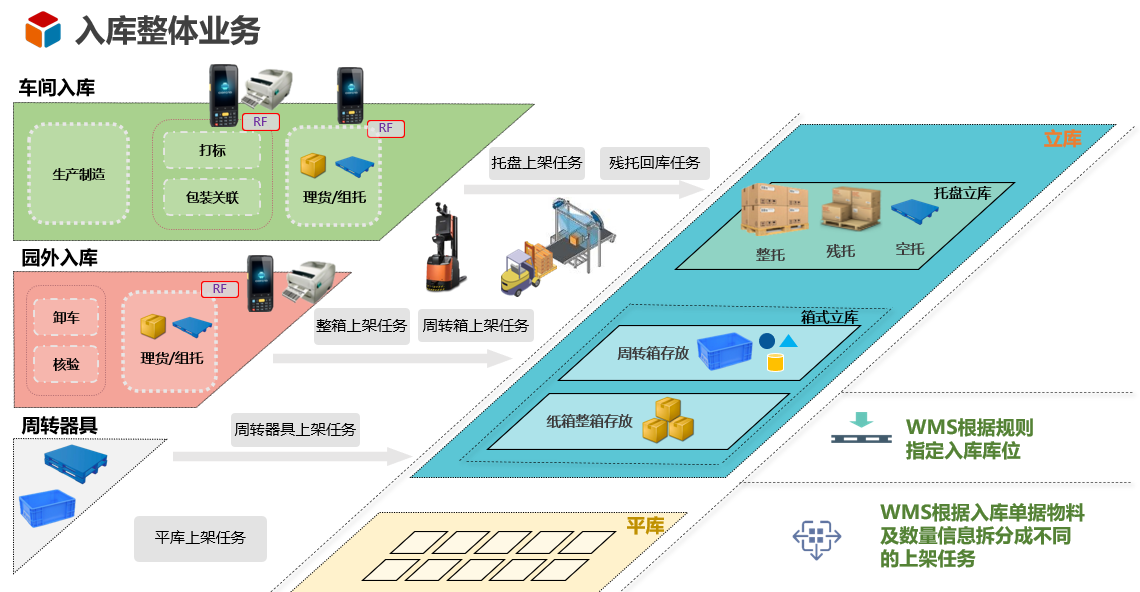 入库整体业务
车间入库
RF
RF
生产制造
打标
包装关联
理货/组托
托盘上架任务
残托回库任务
立库
托盘立库
整托
残托
空托
园外入库
RF
卸车
核验
理货/组托
整箱上架任务
周转箱上架任务
箱式立库
周转箱存放
纸箱整箱存放
周转器具
周转器具上架任务
WMS根据规则
指定入库库位
平库上架任务
平库
WMS根据入库单据物料
及数量信息拆分成不同
的上架任务